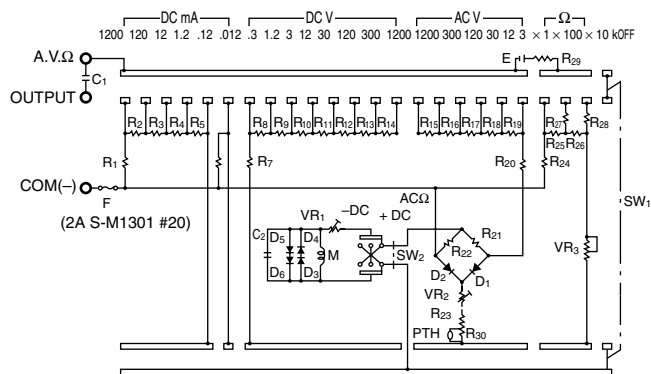 DC mA DC V AC V Ω
1200 120 12 1.2 .12 .012 .3 1.2 3 12 30 120 300 1200 1200 300 120 30 12 3 × 1 × 100 × 10 kOFF
A.V.Ω
E R29
C1
OUTPUT
R2 R3 R4 R5 R8 R9 R10 R11 R12 R13 R14 R15 R16 R17 R18 R19 R27 R28
R25 R26
R1 R7 R20 R24
COM(−)
F
(2A S-M1301 #20)
ACΩ
SW1
VR1 −DC + DC
C2 D5 D4 M SW2 R22 R21 VR3
D6 D3 D2 D1
VR2
R23
PTH R30